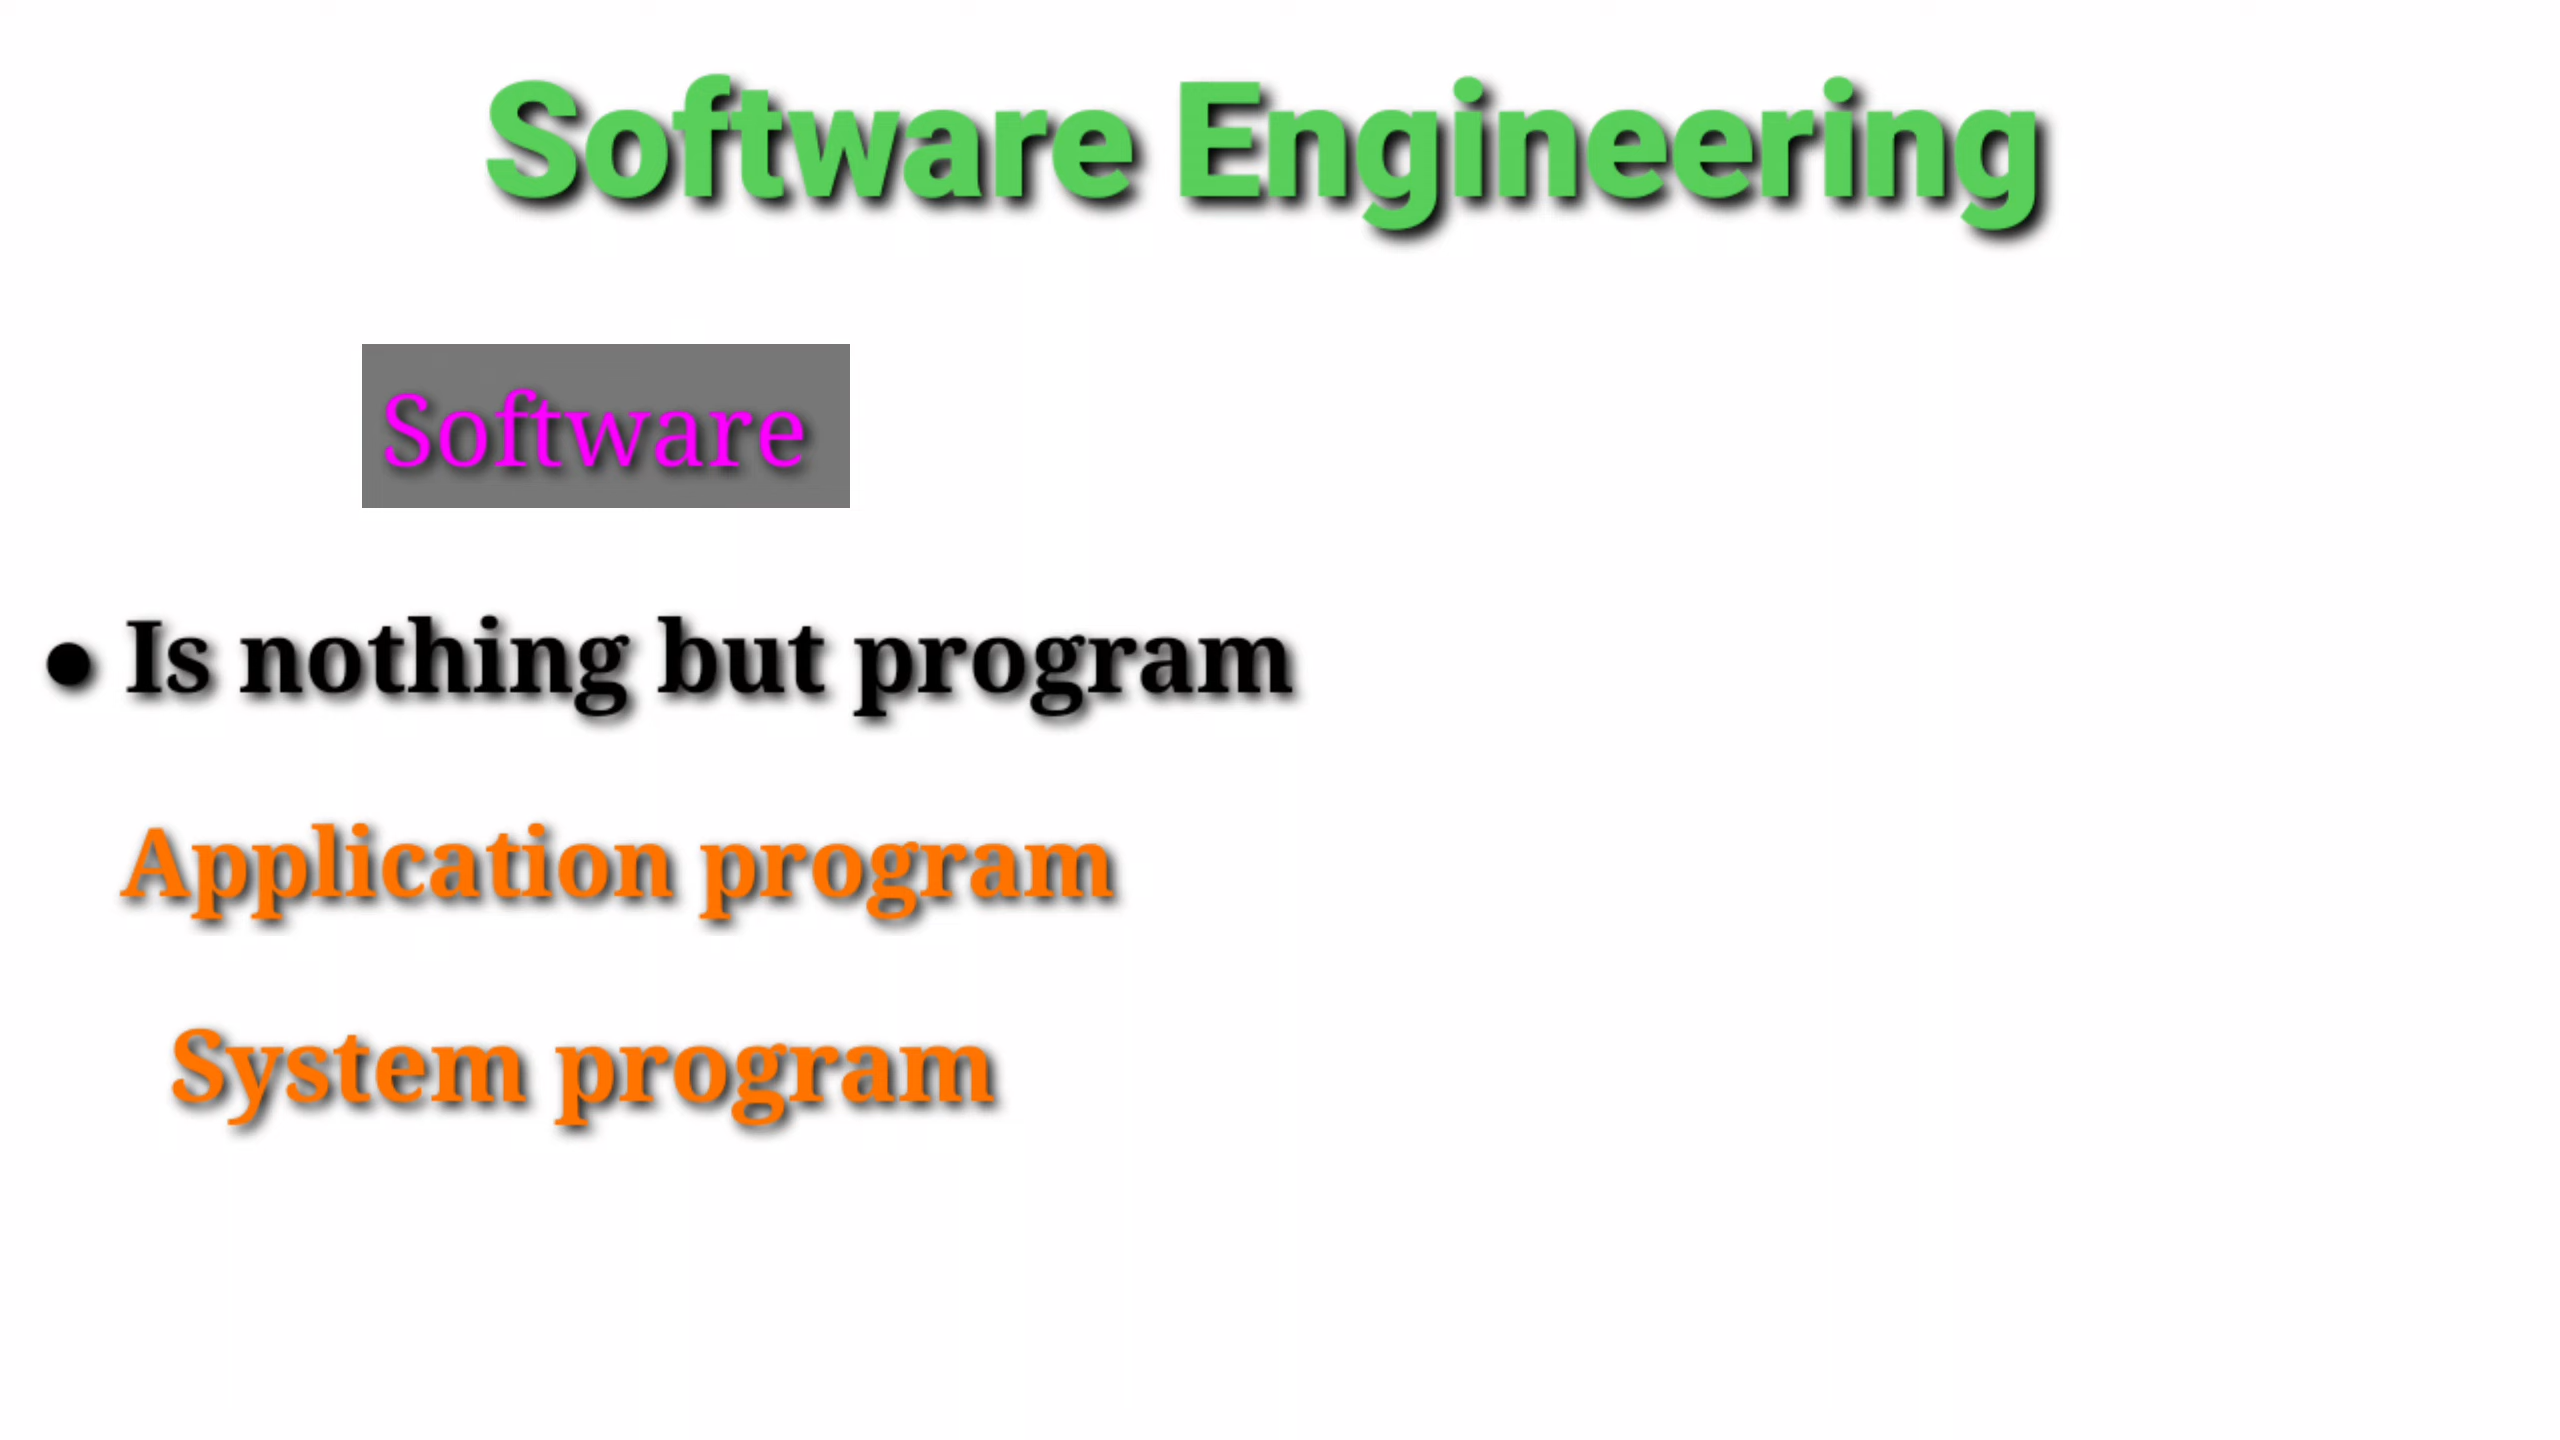 Software Engineering
Software
• Is nothing but program
Application program
System program